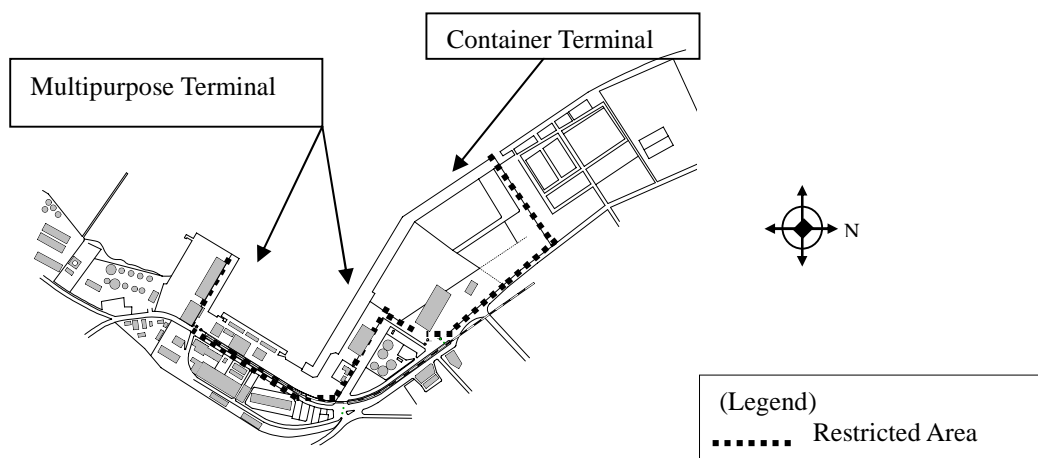 Container Terminal
Multipurpose Terminal
N
(Legend)
Restricted Area